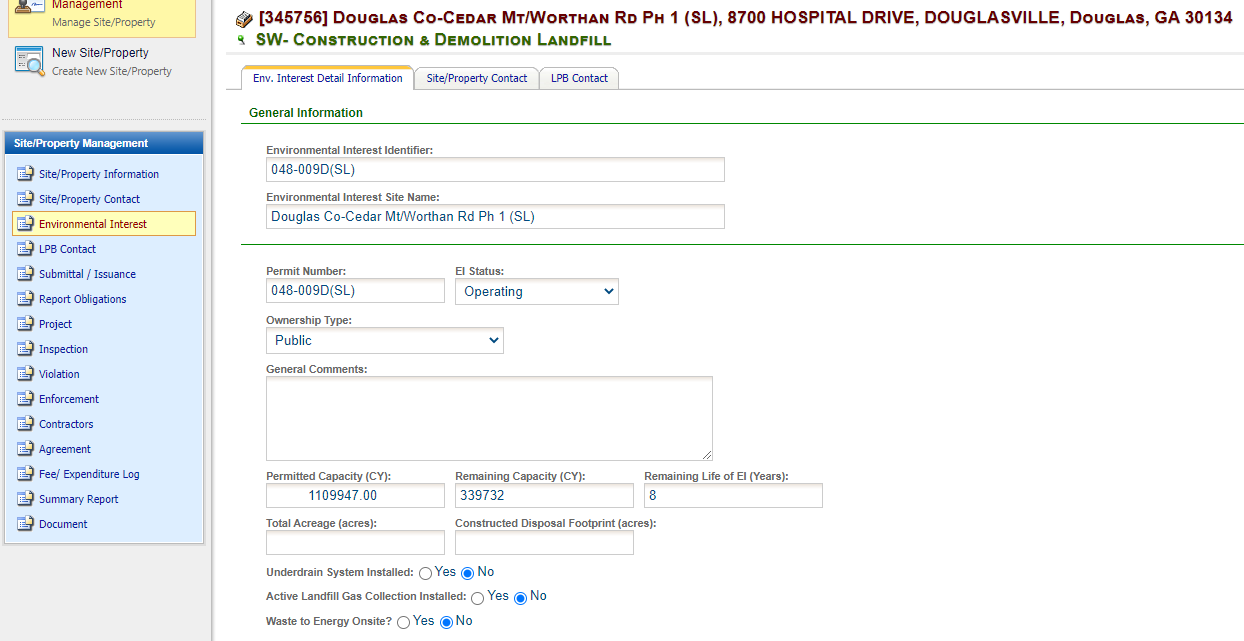 Management
Manage Site/Property
New Site/Property
Create New Site/Property
Site/Property Management
Site/Property Information
Site/Property Contact
Environmental Interest
LPB Contact
Submittal / Issuance
Report Obligations
Project
Inspection
Violation
Enforcement
Contractors
Agreement
Fee/ Expenditure Log
Summary Report
Document
[345756] Douglas Co-Cedar Mt/Worthan Rd Ph 1 (SL), 8700 HOSPITAL DRIVE, DOUGLASVILLE, Douglas, GA 30134
SW- Construction & Demolition Landfill
Env. Interest Detail Information Site/Property Contact LPB Contact
General Information
Environmental Interest Identifier:
048-009D(SL)
Environmental Interest Site Name:
Douglas Co-Cedar Mt/Worthan Rd Ph 1 (SL)
Permit Number: EI Status:
048-009D(SL) Operating
Ownership Type:
Public
General Comments:
Permitted Capacity (CY): Remaining Capacity (CY): Remaining Life of EI (Years):
1109947.00 339732 8
Total Acreage (acres): Constructed Disposal Footprint (acres):
Underdrain System Installed: Yes No
Active Landfill Gas Collection Installed: Yes No
Waste to Energy Onsite? Yes No